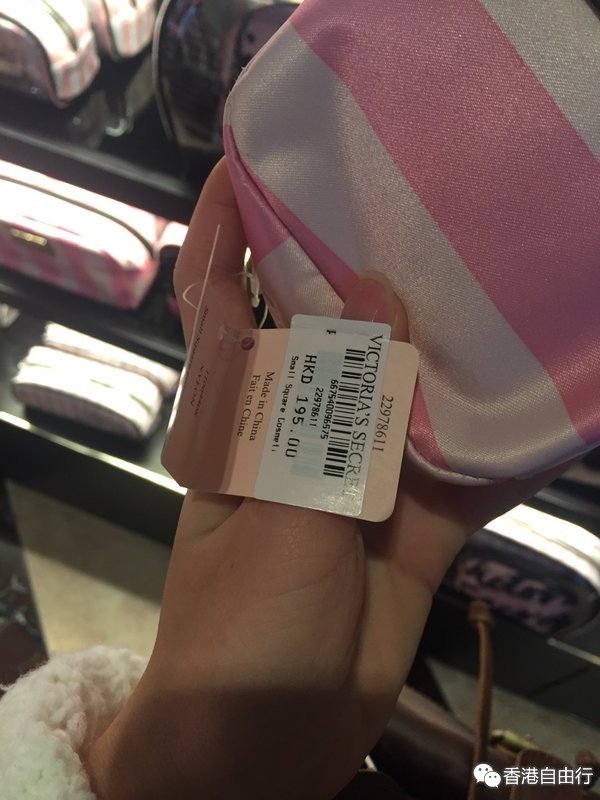 22978611
VICTORIA'S SECRE
667540096575
22978611
HKD 195.00
Small Square Cosmeti
Made in China
Fait en Chine
香港自由行